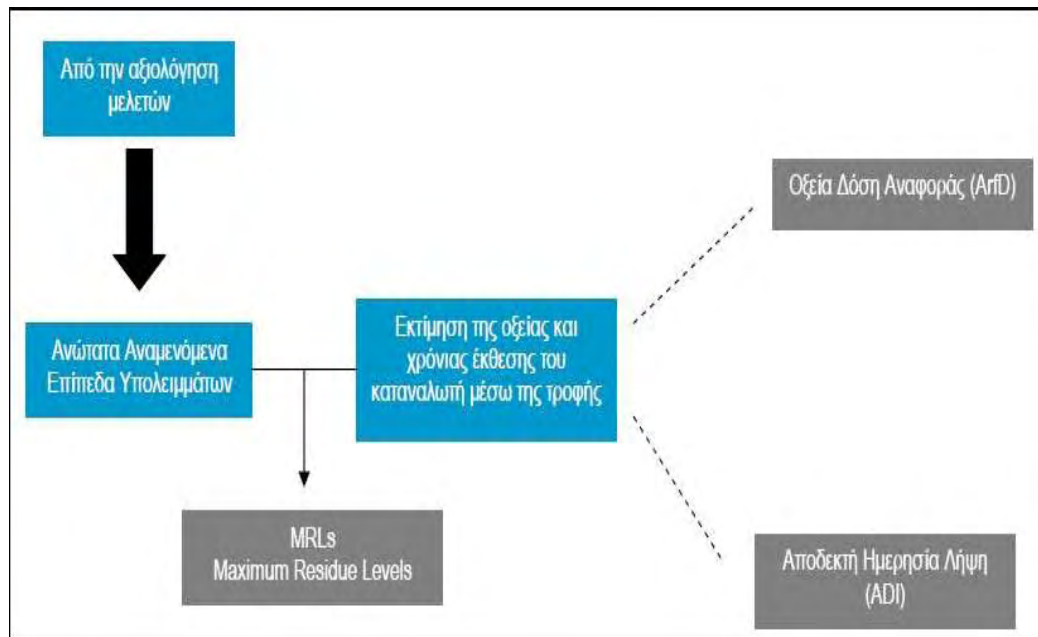 Από την αξιολόγηση
μελετών
Οξεία Δόση Αναφοράς (ArfD)
Ανώτατα Αναμενόμενα
Επίπεδα Υπολειμμάτων
Εκτίμηση της οξείας και
χρόνιας έκθεσης του
καταναλωτή μέσω της τροφής
MRLs
Maximum Residue Levels
Αποδεκτή Ημερησία Λήψη
(ADI)